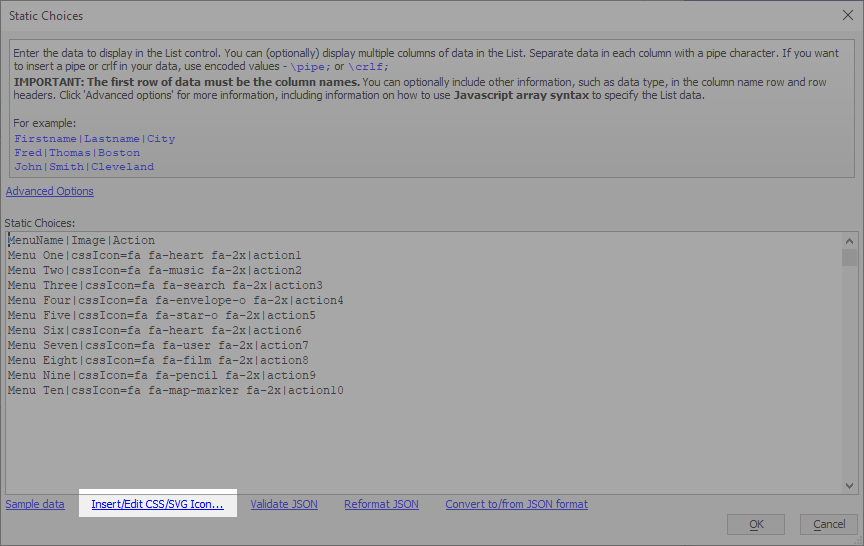 Static Choices
Enter the data to display in the List control. You can (optionally) display multiple columns of data in the List. Separate data in each column with a pipe character. If you want
to insert a pipe or crlf in your data, use encoded values - \pipe; or \crlf;
IMPORTANT: The first row of data must be the column names. You can optionally include other information, such as data type, in the column name row and row
headers. Click 'Advanced options' for more information, including information on how to use Javascript array syntax to specify the List data.
For example:
Firstname|Lastname|City
Fred|Thomas|Boston
John|Smith|Cleveland
Advanced Options
Static Choices:
MenuName|Image|Action
Menu One|cssIcon=fa fa-heart fa-2x|action1
Menu Two|cssIcon=fa fa-music fa-2x|action2
Menu Three|cssIcon=fa fa-search fa-2x|action3
Menu Four|cssIcon=fa fa-envelope-o fa-2x|action4
Menu Five|cssIcon=fa fa-star-o fa-2x|action5
Menu Six|cssIcon=fa fa-heart fa-2x|action6
Menu Seven|cssIcon=fa fa-user fa-2x|action7
Menu Eight|cssIcon=fa fa-film fa-2x|action8
Menu Nine|cssIcon=fa fa-pencil fa-2x|action9
Menu Ten|cssIcon=fa fa-map-marker fa-2x|action10
Sample data Insert/Edit CSS/SVG Icon... Validate JSON Reformat JSON Convert to/from JSON format
OK Cancel